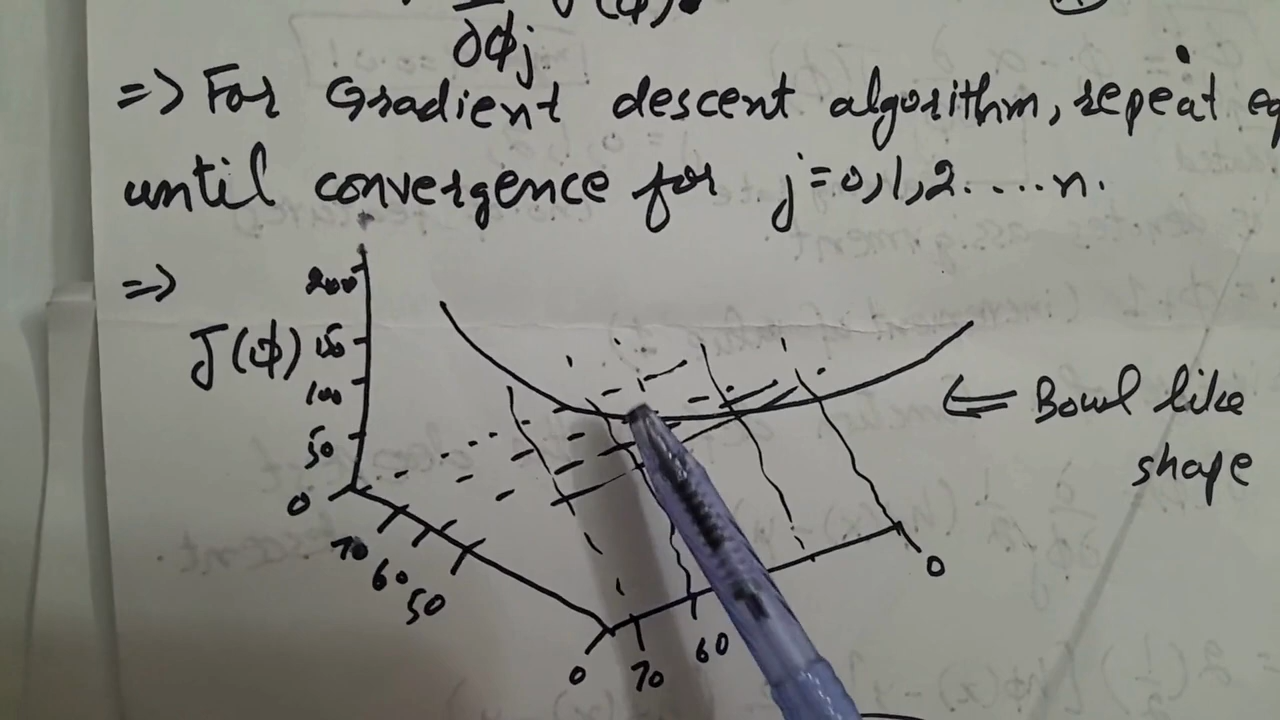 ∂ϕj J(ϕ).
=> For Gradient descent algorithm, repeat eq
until convergence for j=0,1,2.....n.
=>
J(ϕ)
200
150
100
50
0
70
60
50
0
70
60
0
<= Bowl like
shape